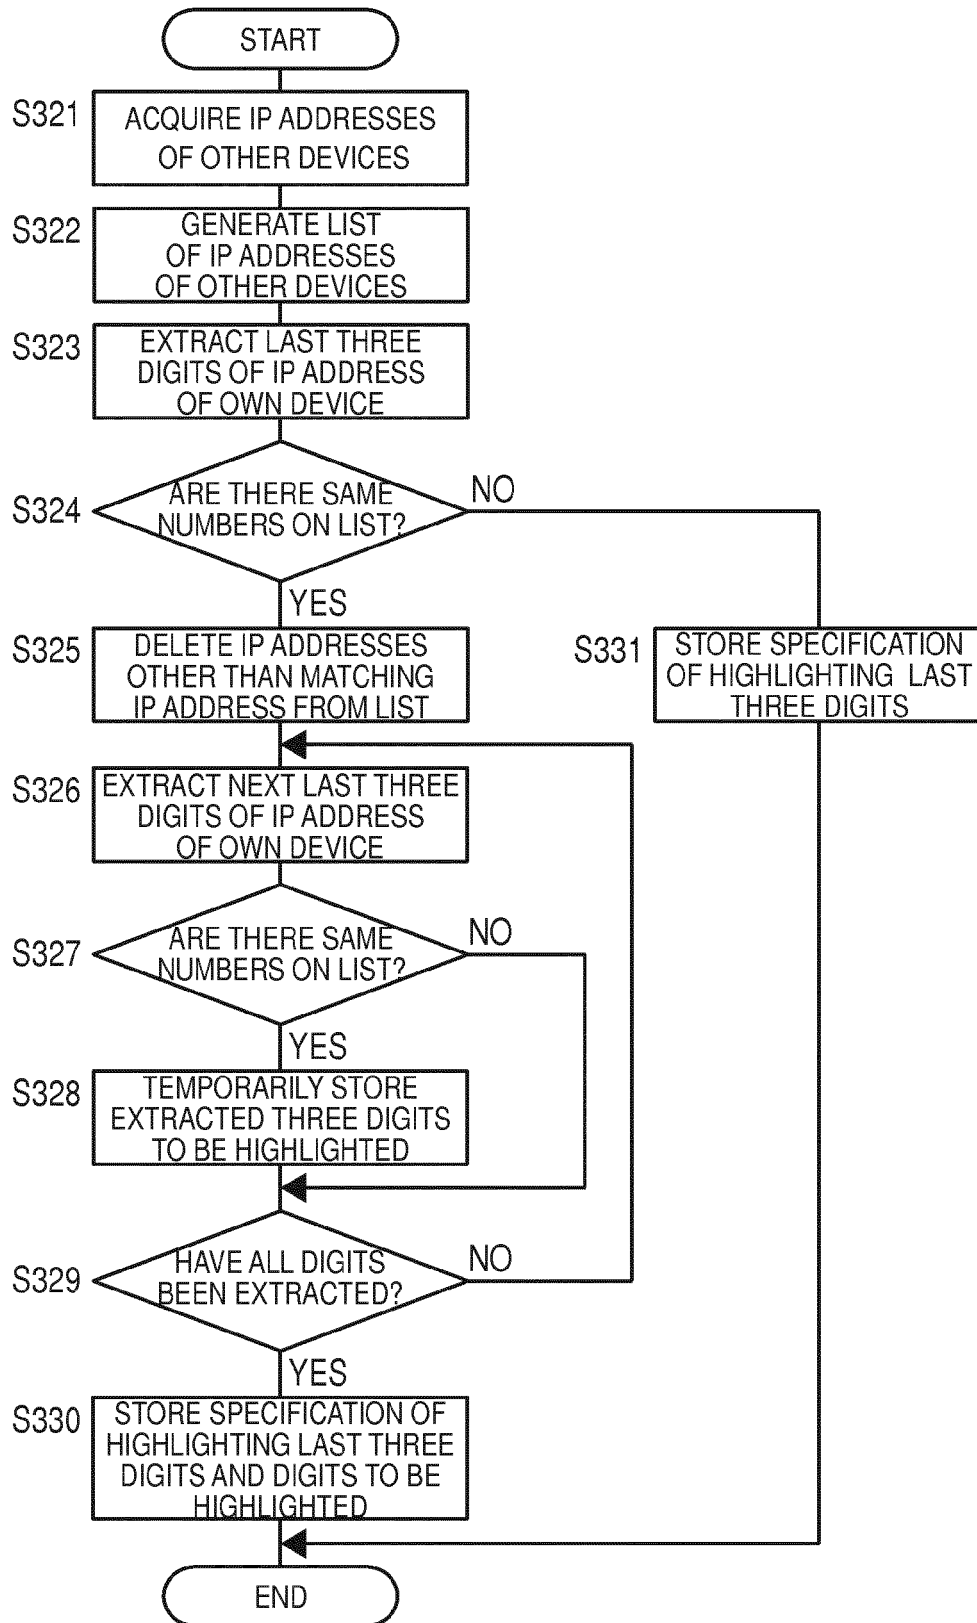 START
S321
ACQUIRE IP ADDRESSES
OF OTHER DEVICES
S322
GENERATE LIST
OF IP ADDRESSES
OF OTHER DEVICES
S323
EXTRACT LAST THREE
DIGITS OF IP ADDRESS
OF OWN DEVICE
S324
ARE THERE SAME
NUMBERS ON LIST?
NO
YES
S325
DELETE IP ADDRESSES
OTHER THAN MATCHING
IP ADDRESS FROM LIST
S331
STORE SPECIFICATION
OF HIGHLIGHTING LAST
THREE DIGITS
S326
EXTRACT NEXT LAST THREE
DIGITS OF IP ADDRESS
OF OWN DEVICE
S327
ARE THERE SAME
NUMBERS ON LIST?
NO
YES
S328
TEMPORARILY STORE
EXTRACTED THREE DIGITS
TO BE HIGHLIGHTED
S329
HAVE ALL DIGITS
BEEN EXTRACTED?
NO
YES
S330
STORE SPECIFICATION OF
HIGHLIGHTING LAST THREE
DIGITS AND DIGITS TO BE
HIGHLIGHTED
END